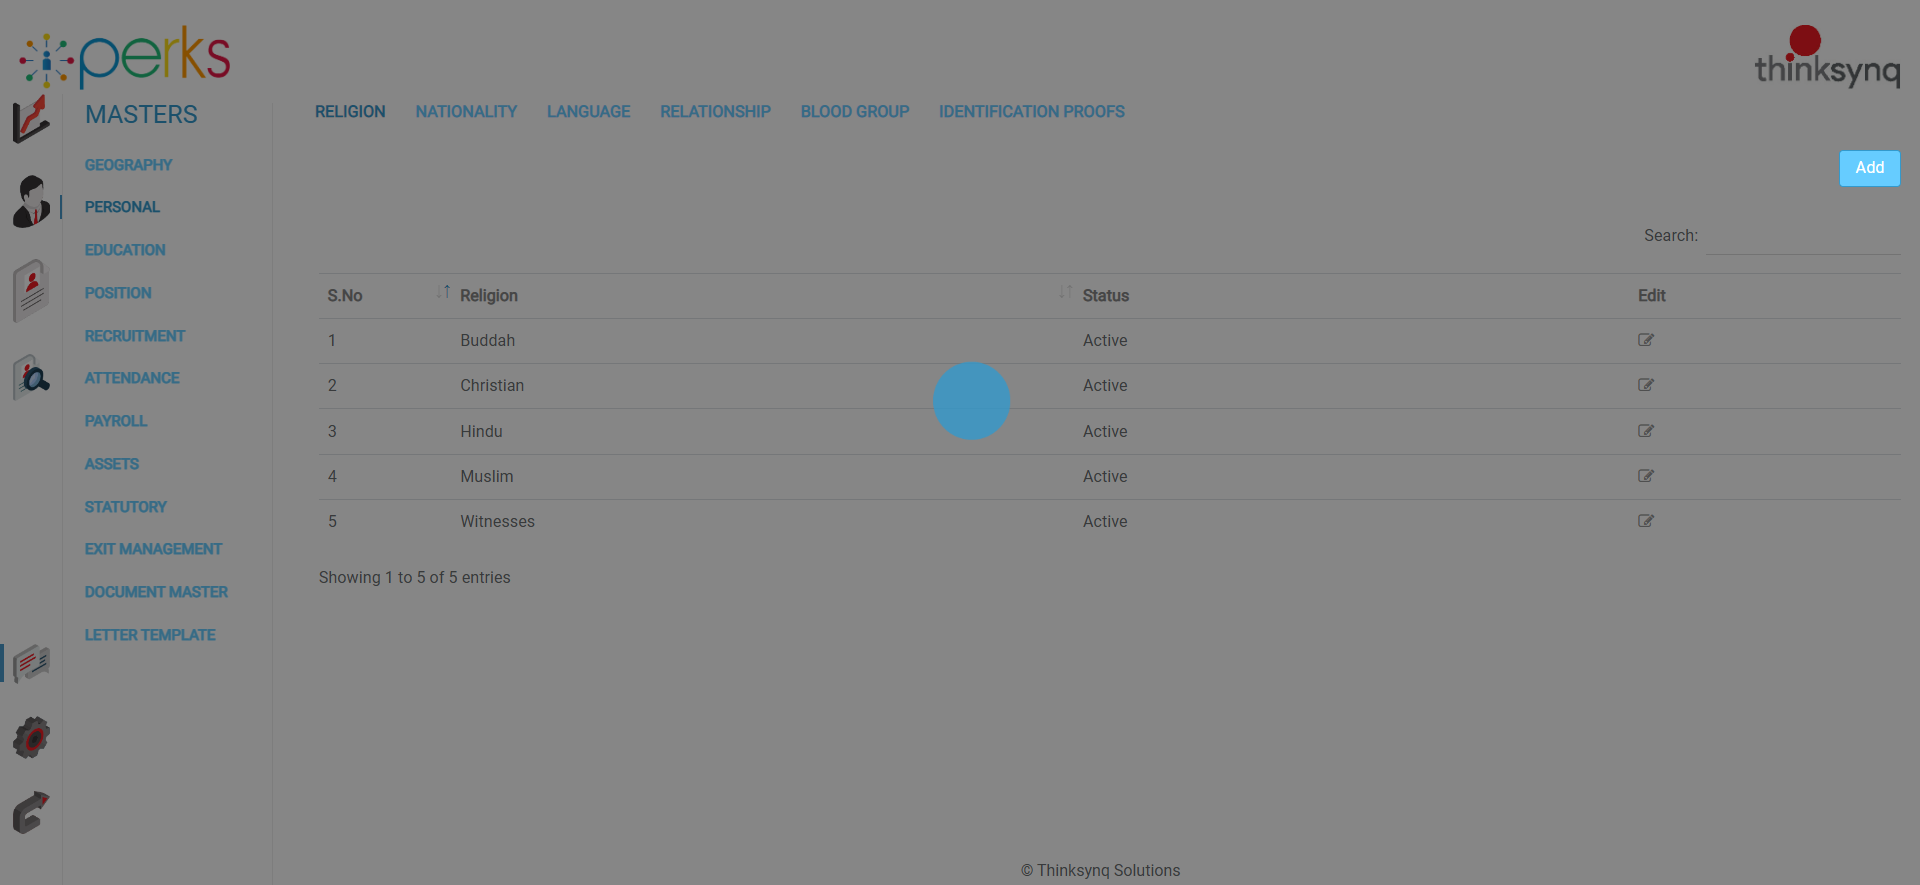 perks
thinksynq
MASTERS
RELIGION NATIONALITY LANGUAGE RELATIONSHIP BLOOD GROUP IDENTIFICATION PROOFS
GEOGRAPHY
PERSONAL
EDUCATION
POSITION
RECRUITMENT
ATTENDANCE
PAYROLL
ASSETS
STATUTORY
EXIT MANAGEMENT
DOCUMENT MASTER
LETTER TEMPLATE
Add
Search:
S.No Religion Status Edit
1 Buddah Active
2 Christian Active
3 Hindu Active
4 Muslim Active
5 Witnesses Active
Showing 1 to 5 of 5 entries
© Thinksynq Solutions